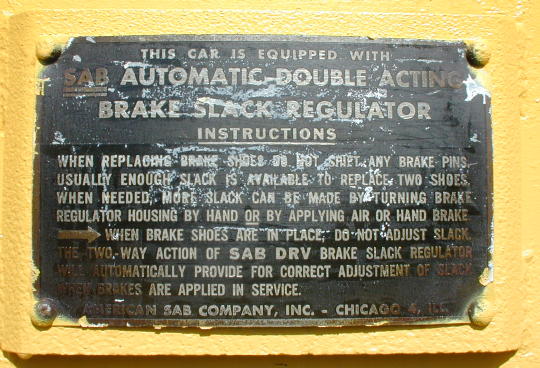 THIS CAR IS EQUIPPED WITH
SAB AUTOMATIC DOUBLE ACTING
BRAKE SLACK REGULATOR
INSTRUCTIONS
WHEN REPLACING BRAKE SHOES DO NOT SHIFT ANY BRAKE PINS.
USUALLY ENOUGH SLACK IS AVAILABLE TO REPLACE TWO SHOES.
WHEN NEEDED, MORE SLACK CAN BE MADE BY TURNING BRAKE
REGULATOR HOUSING BY HAND OR BY APPLYING AIR OR HAND BRAKE
WHEN BRAKE SHOES ARE IN PLACE, DO NOT ADJUST SLACK.
THE TWO-WAY ACTION OF SAB DRV BRAKE SLACK REGULATOR
WILL AUTOMATICALLY PROVIDE FOR CORRECT ADJUSTMENT OF SLACK
WHEN BRAKES ARE APPLIED IN SERVICE.
AMERICAN SAB COMPANY, INC. - CHICAGO 4, ILL.